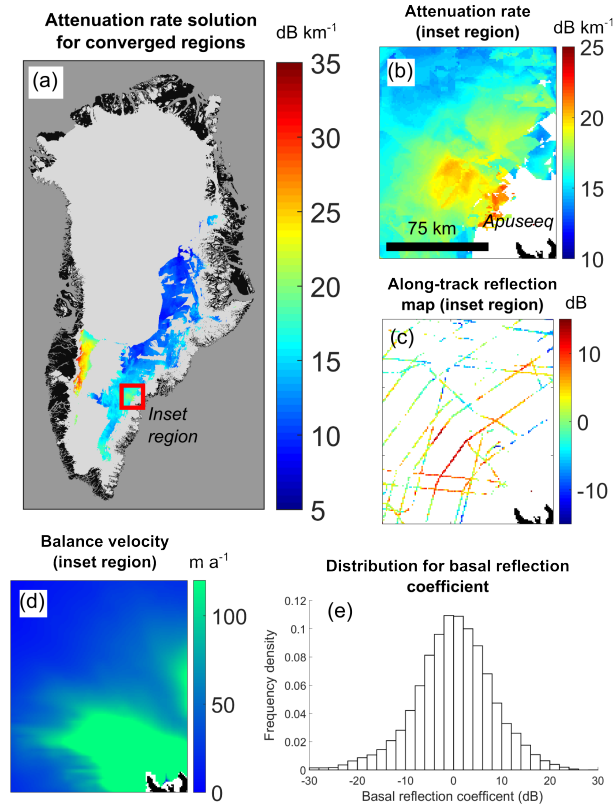 Attenuation rate solution
for converged regions
dB km-1
(a)
35
30
25
20
15
10
5
Inset
region
Attenuation rate
(inset region)
dB km-1
(b)
25
20
15
10
75 km
Apuseeq
Along-track reflection
map (inset region)
dB
(c)
10
0
-10
Balance velocity
(inset region)
m a-1
(d)
100
50
0
Distribution for basal reflection
coefficient
(e)
Frequency density
0.12
0.1
0.08
0.06
0.04
0.02
0
-30
-20
-10
0
10
20
30
Basal reflection coefficent (dB)